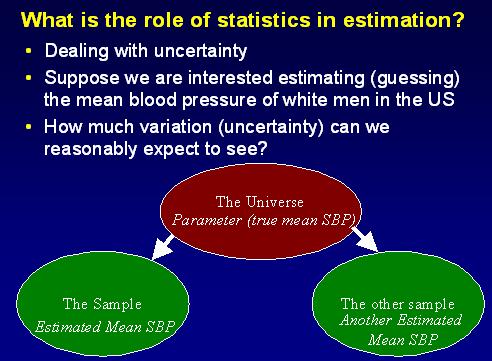 What is the role of statistics in estimation?
• Dealing with uncertainty
• Suppose we are interested estimating (guessing)
the mean blood pressure of white men in the US
• How much variation (uncertainty) can we
reasonably expect to see?
The Universe
Parameter (true mean SBP)
The Sample
Estimated Mean SBP
The other sample
Another Estimated
Mean SBP